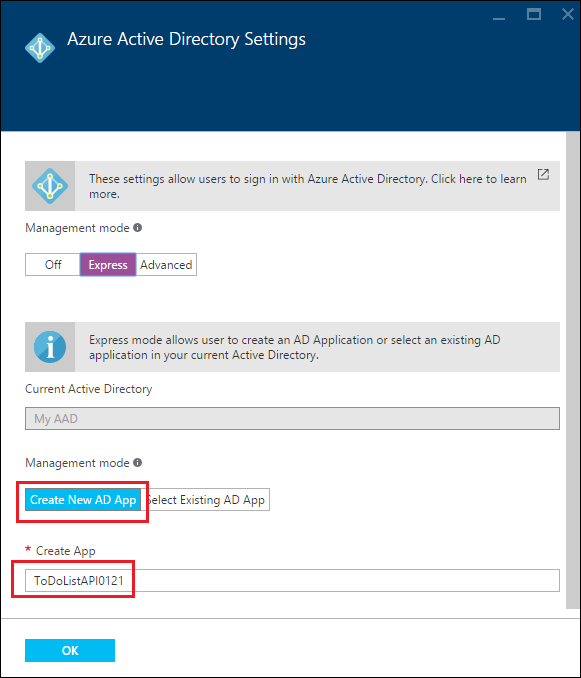 Azure Active Directory Settings
These settings allow users to sign in with Azure Active Directory. Click here to learn
more.
Management mode
Off Express Advanced
Express mode allows user to create an AD Application or select an existing AD
application in your current Active Directory.
Current Active Directory
My AAD
Management mode
Create New AD App Select Existing AD App
* Create App
ToDoListAPI0121
OK